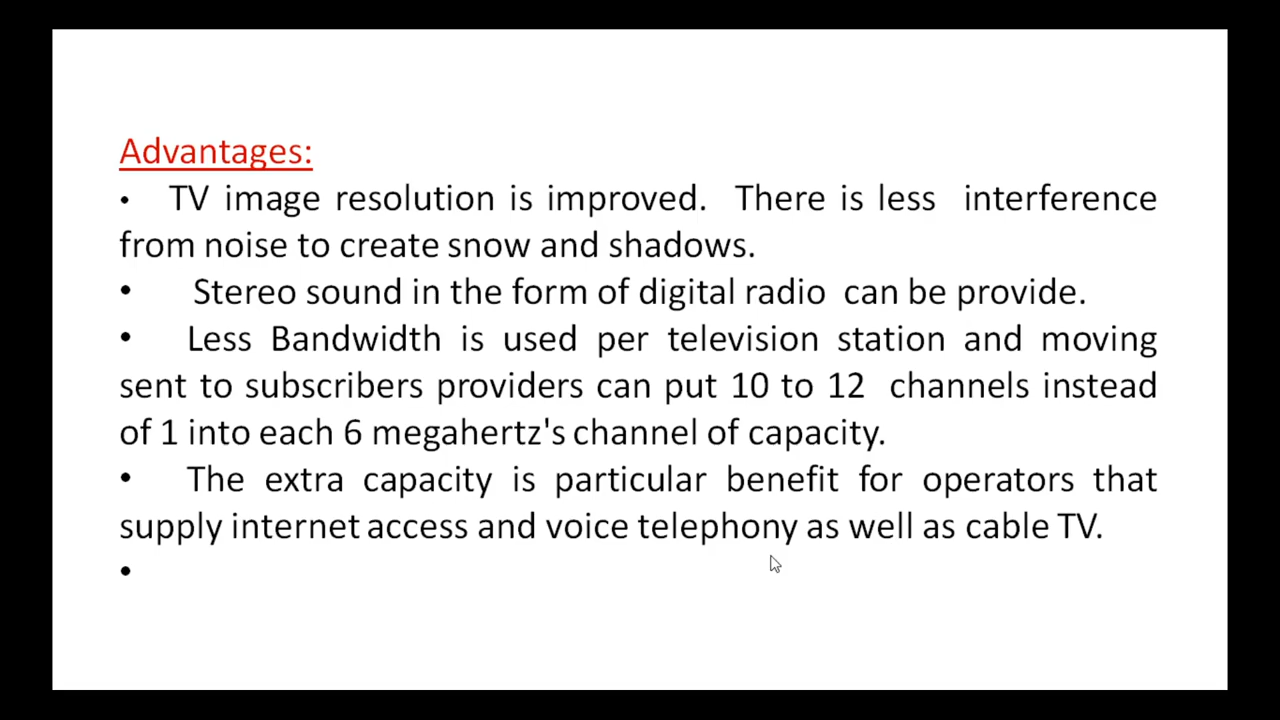 Advantages:
• TV image resolution is improved. There is less interference
from noise to create snow and shadows.
• Stereo sound in the form of digital radio can be provide.
• Less Bandwidth is used per television station and moving
sent to subscribers providers can put 10 to 12 channels instead
of 1 into each 6 megahertz's channel of capacity.
• The extra capacity is particular benefit for operators that
supply internet access and voice telephony as well as cable TV.
•